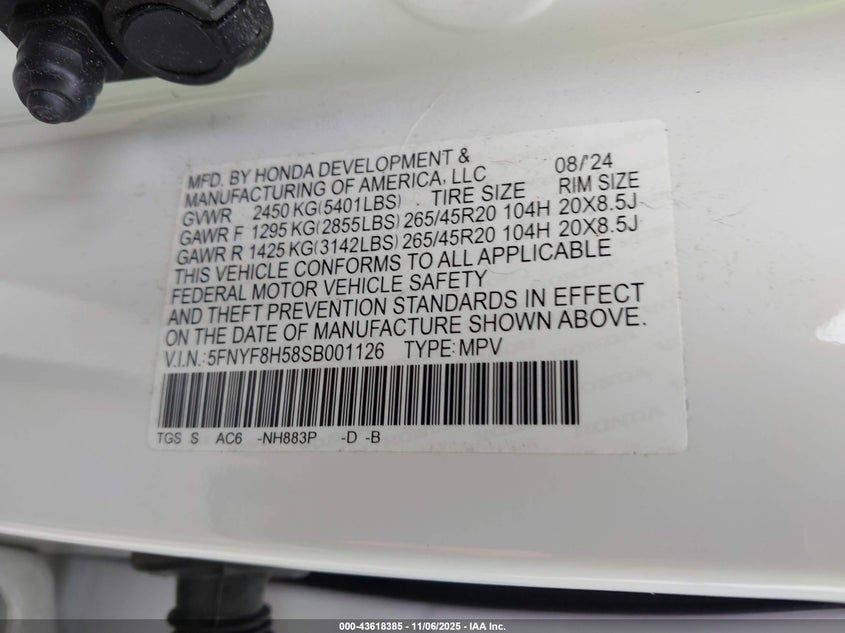 MFD. BY HONDA DEVELOPMENT & 08/'24
MANUFACTURING OF AMERICA, LLC
GVWR 2450 KG(5401LBS) TIRE SIZE RIM SIZE
GAWR F 1295 KG(2855LBS) 265/45R20 104H 20X8.5J
GAWR R 1425 KG(3142LBS) 265/45R20 104H 20X8.5J
THIS VEHICLE CONFORMS TO ALL APPLICABLE
FEDERAL MOTOR VEHICLE SAFETY
AND THEFT PREVENTION STANDARDS IN EFFECT
ON THE DATE OF MANUFACTURE SHOWN ABOVE.
V.I.N.:5FNYF8H58SB001126 TYPE:MPV
TGS S AC6 -NH883P -D -B
000-43618385 - 11/06/2025 - IAA Inc.